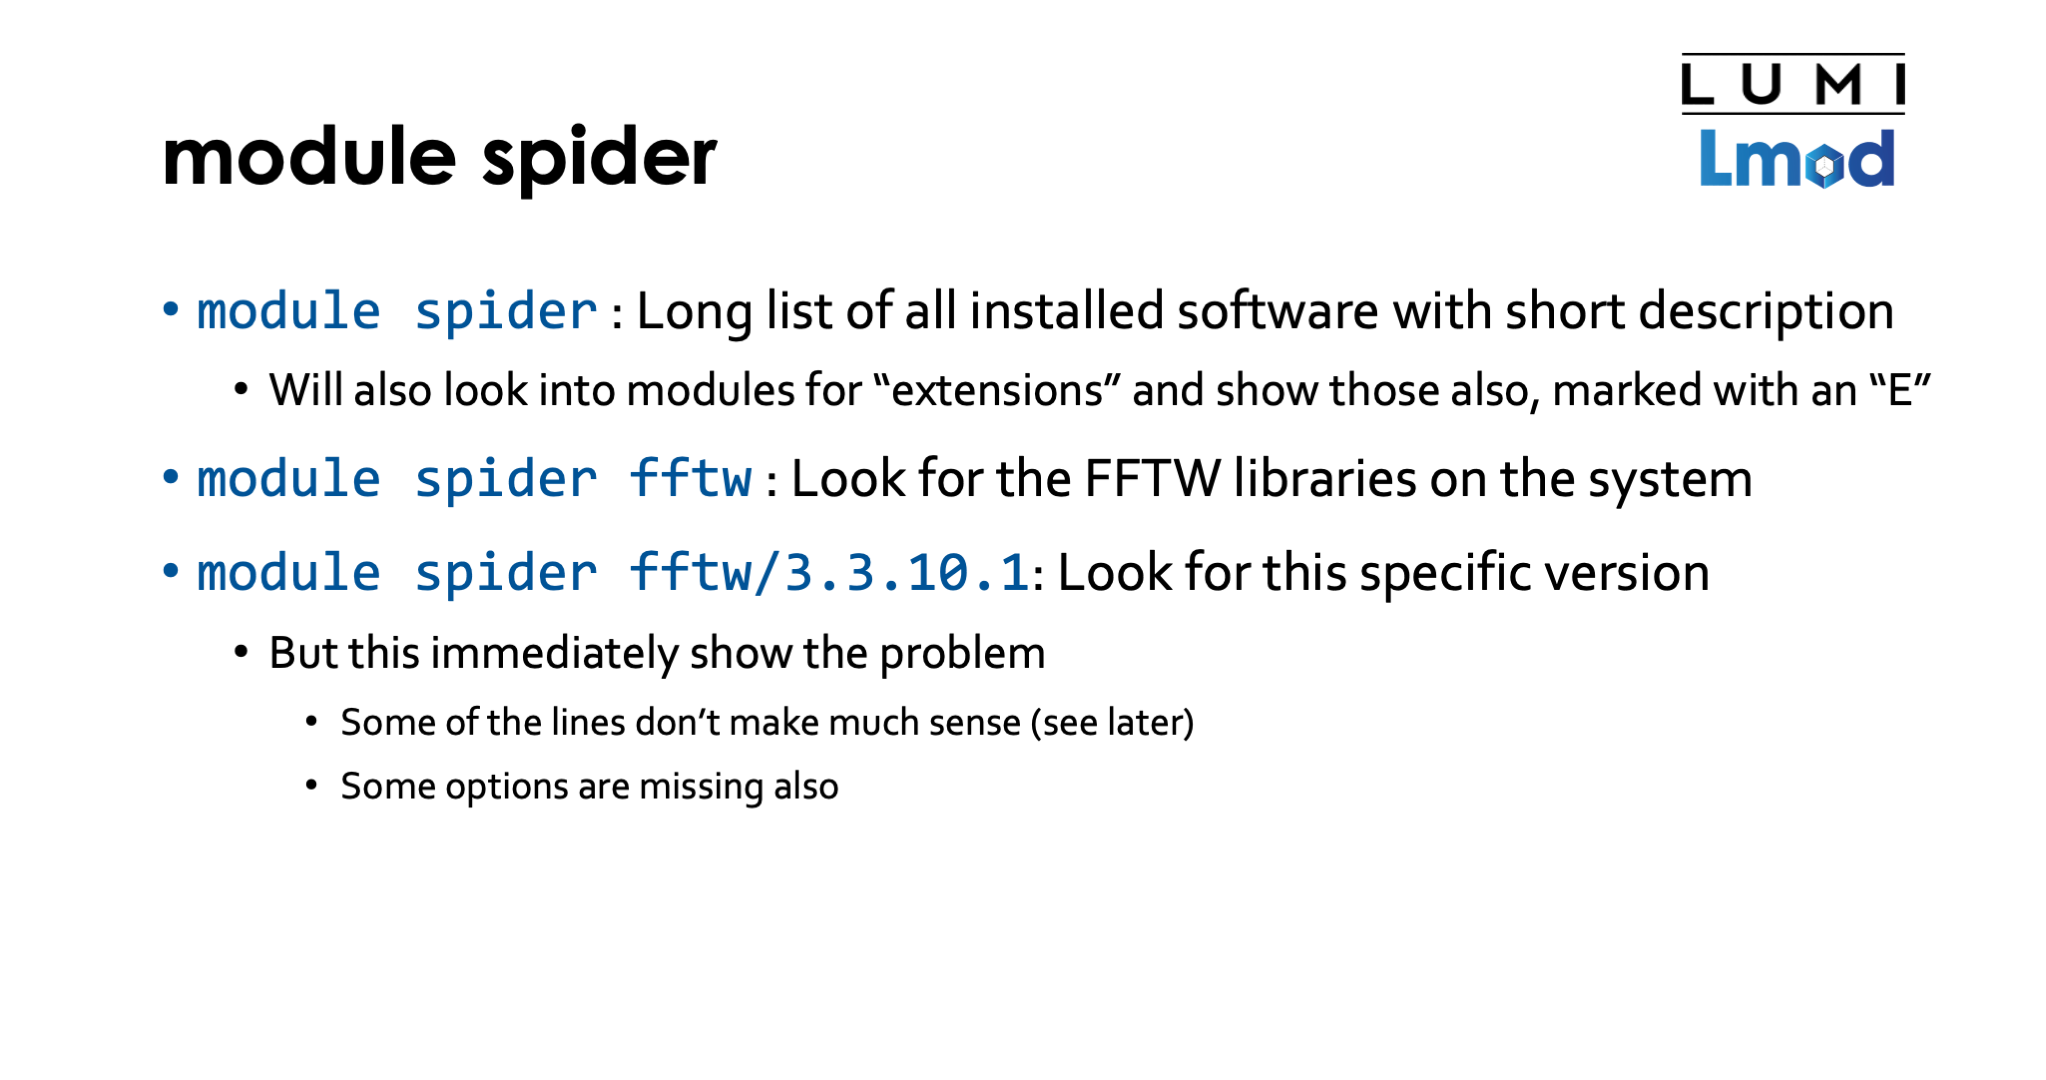 LUMI
Lmod
module spider
• module spider : Long list of all installed software with short description
• Will also look into modules for “extensions” and show those also, marked with an “E”
• module spider fftw : Look for the FFTW libraries on the system
• module spider fftw/3.3.10.1: Look for this specific version
• But this immediately show the problem
• Some of the lines don’t make much sense (see later)
• Some options are missing also